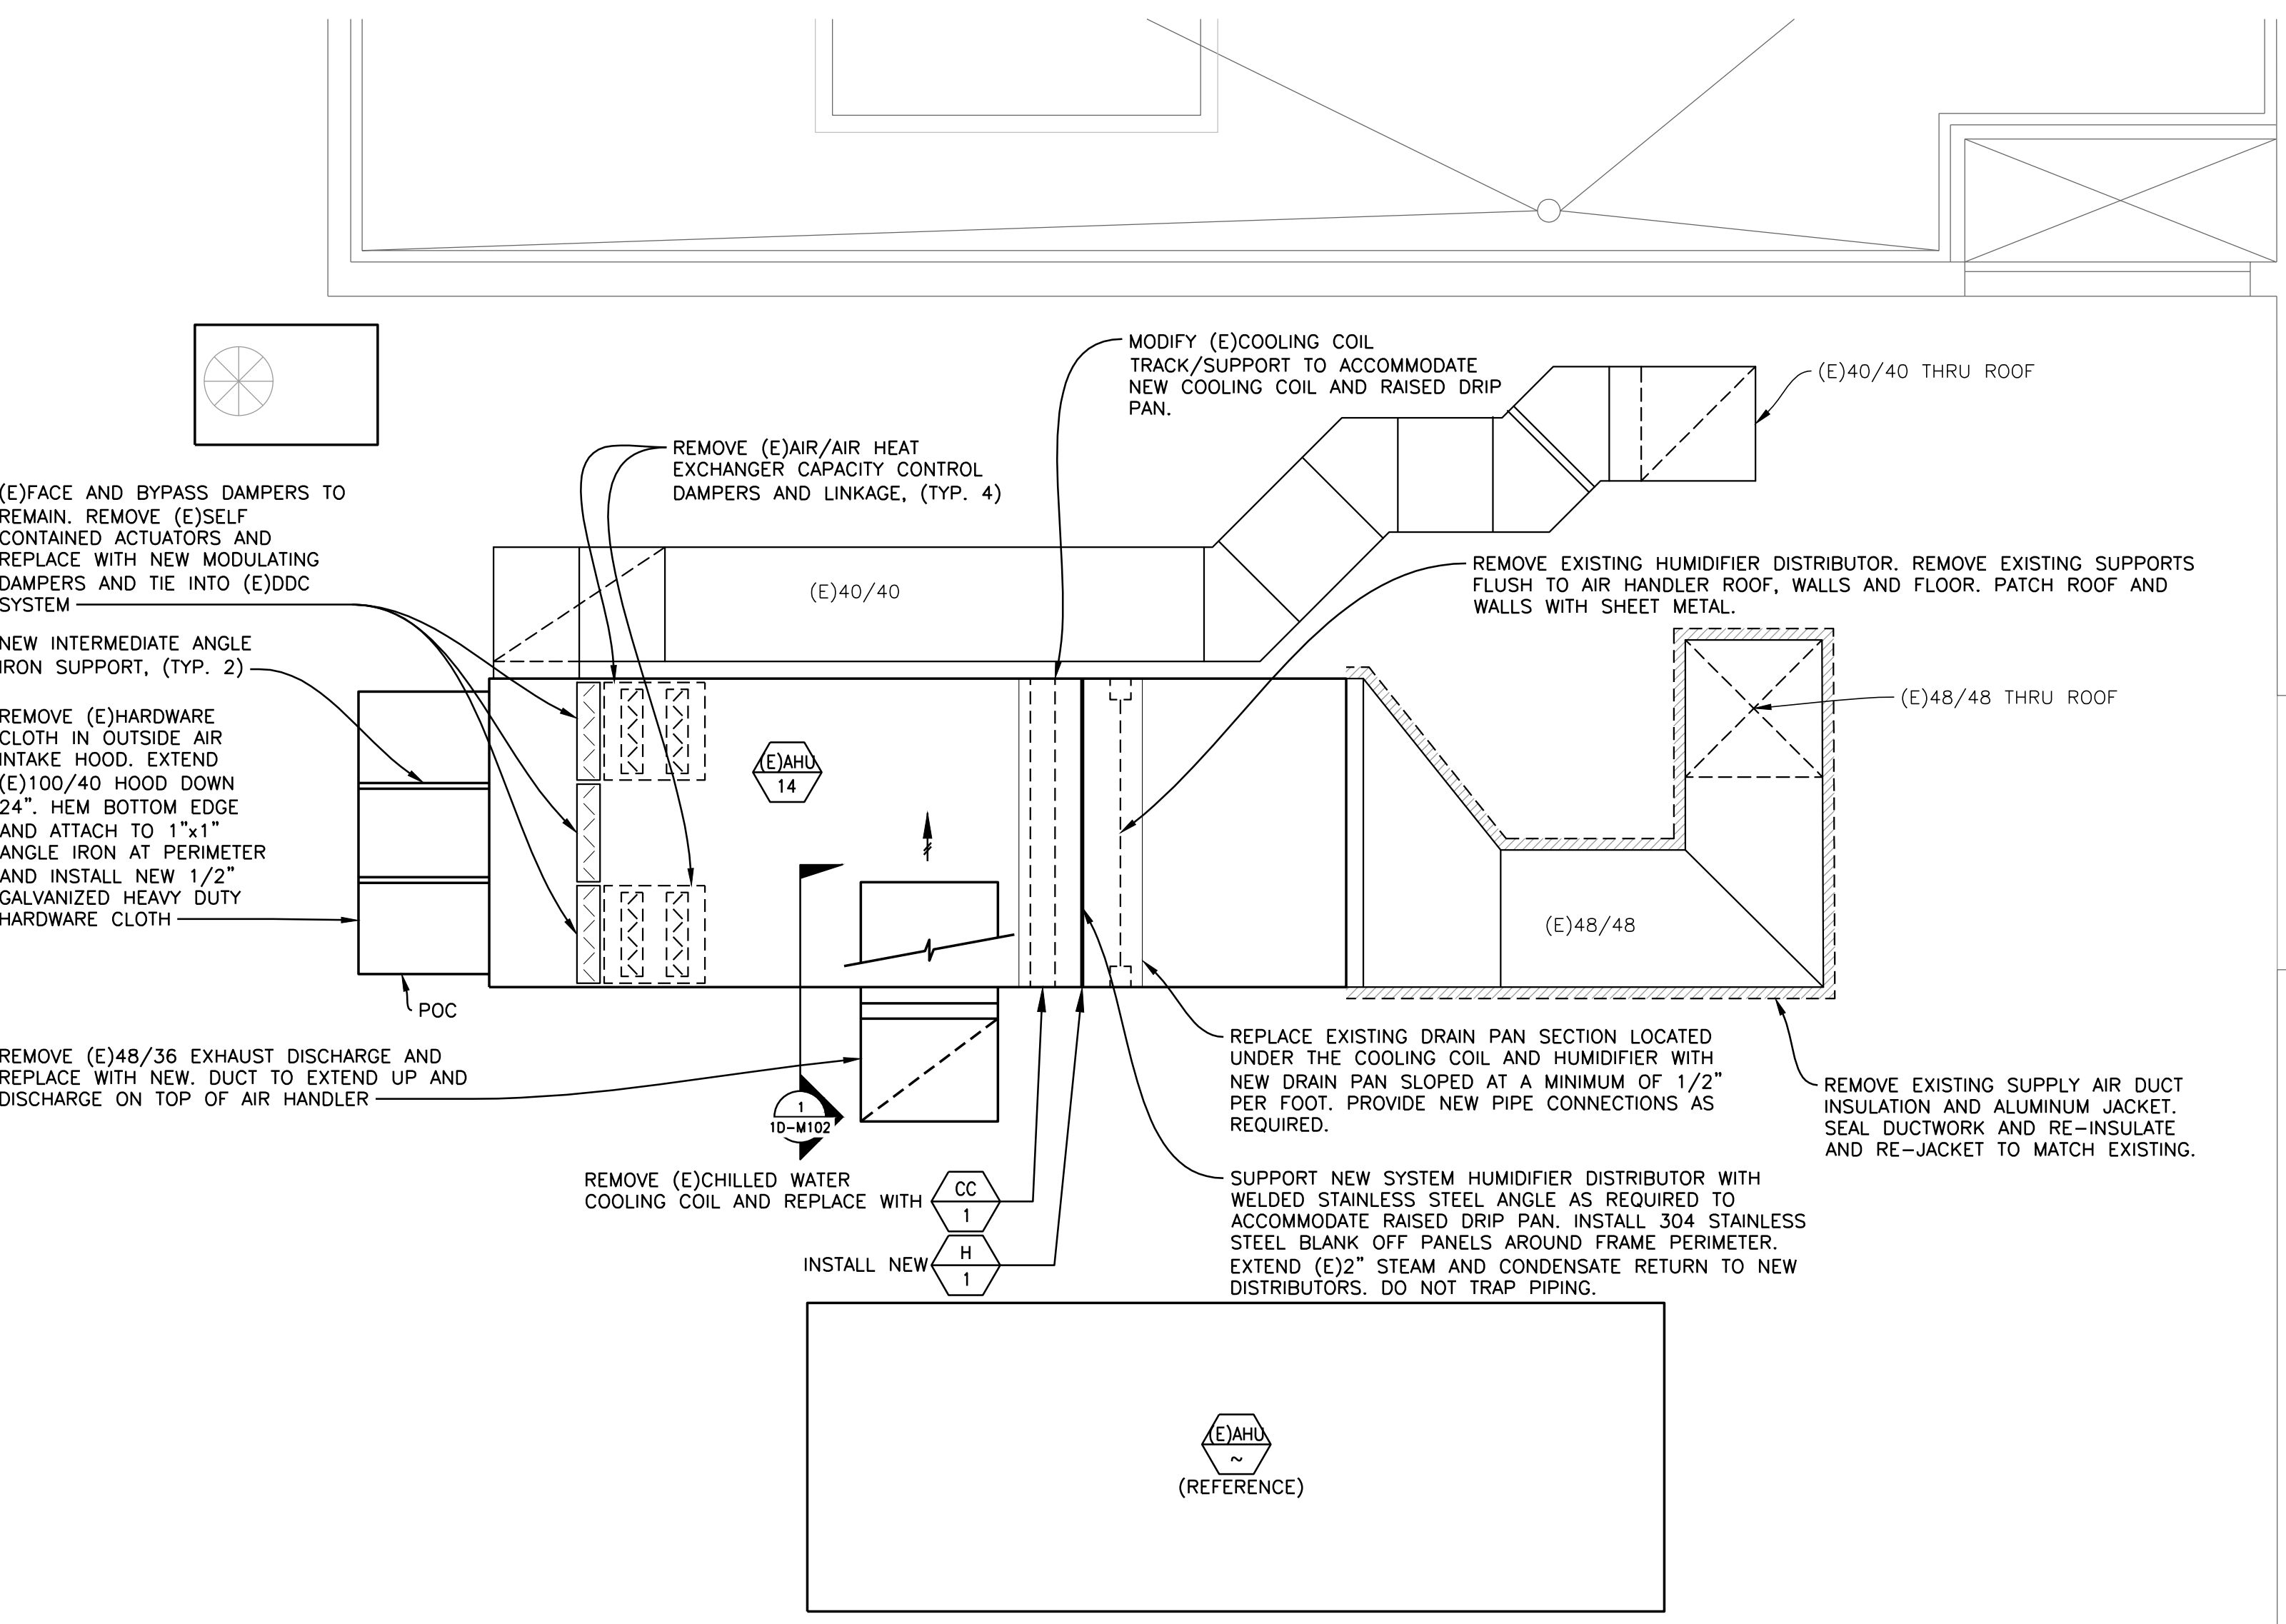 MODIFY (E)COOLING COIL
TRACK/SUPPORT TO ACCOMMODATE
NEW COOLING COIL AND RAISED DRIP
PAN.
(E)40/40 THRU ROOF
REMOVE (E)AIR/AIR HEAT
EXCHANGER CAPACITY CONTROL
DAMPERS AND LINKAGE, (TYP. 4)
(E)FACE AND BYPASS DAMPERS TO
REMAIN. REMOVE (E)SELF
CONTAINED ACTUATORS AND
REPLACE WITH NEW MODULATING
DAMPERS AND TIE INTO (E)DDC
SYSTEM
(E)40/40
REMOVE EXISTING HUMIDIFIER DISTRIBUTOR. REMOVE EXISTING SUPPORTS
FLUSH TO AIR HANDLER ROOF, WALLS AND FLOOR. PATCH ROOF AND
WALLS WITH SHEET METAL.
NEW INTERMEDIATE ANGLE
IRON SUPPORT, (TYP. 2)
(E)48/48 THRU ROOF
REMOVE (E)HARDWARE
CLOTH IN OUTSIDE AIR
INTAKE HOOD. EXTEND
(E)100/40 HOOD DOWN
24". HEM BOTTOM EDGE
AND ATTACH TO 1"x1"
ANGLE IRON AT PERIMETER
AND INSTALL NEW 1/2"
GALVANIZED HEAVY DUTY
HARDWARE CLOTH
(E)AHU
14
(E)48/48
POC
REMOVE (E)48/36 EXHAUST DISCHARGE AND
REPLACE WITH NEW. DUCT TO EXTEND UP AND
DISCHARGE ON TOP OF AIR HANDLER
1
1D-M102
REPLACE EXISTING DRAIN PAN SECTION LOCATED
UNDER THE COOLING COIL AND HUMIDIFIER WITH
NEW DRAIN PAN SLOPED AT A MINIMUM OF 1/2"
PER FOOT. PROVIDE NEW PIPE CONNECTIONS AS
REQUIRED.
REMOVE EXISTING SUPPLY AIR DUCT
INSULATION AND ALUMINUM JACKET.
SEAL DUCTWORK AND RE-INSULATE
AND RE-JACKET TO MATCH EXISTING.
REMOVE (E)CHILLED WATER
COOLING COIL AND REPLACE WITH
CC
1
SUPPORT NEW SYSTEM HUMIDIFIER DISTRIBUTOR WITH
WELDED STAINLESS STEEL ANGLE AS REQUIRED TO
ACCOMMODATE RAISED DRIP PAN. INSTALL 304 STAINLESS
STEEL BLANK OFF PANELS AROUND FRAME PERIMETER.
EXTEND (E)2" STEAM AND CONDENSATE RETURN TO NEW
DISTRIBUTORS. DO NOT TRAP PIPING.
INSTALL NEW
H
1
(E)AHU
~
(REFERENCE)